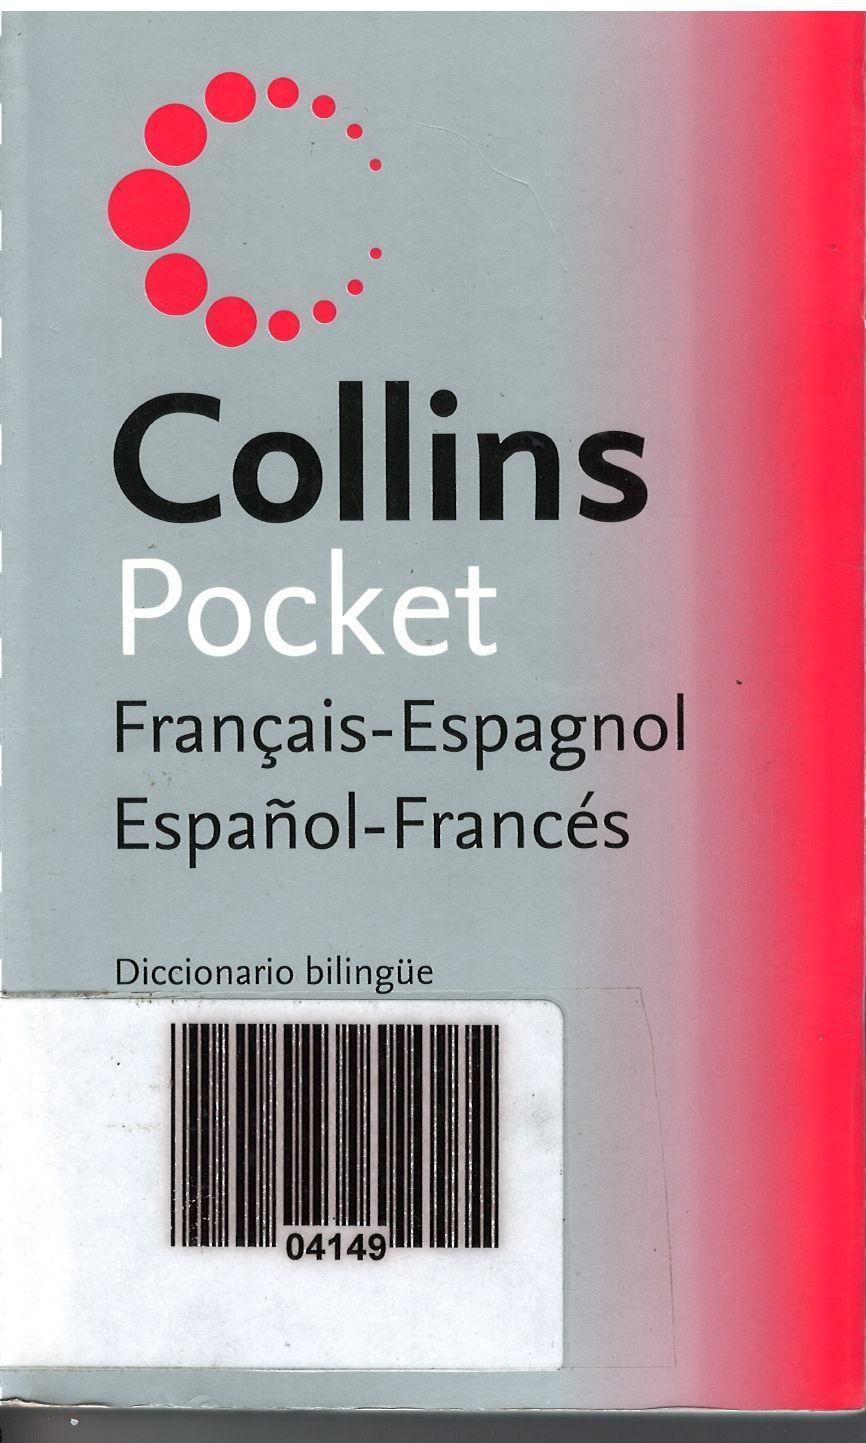 Collins
Pocket
Français-Espagnol
Español-Francés
Diccionario bilingüe
04149